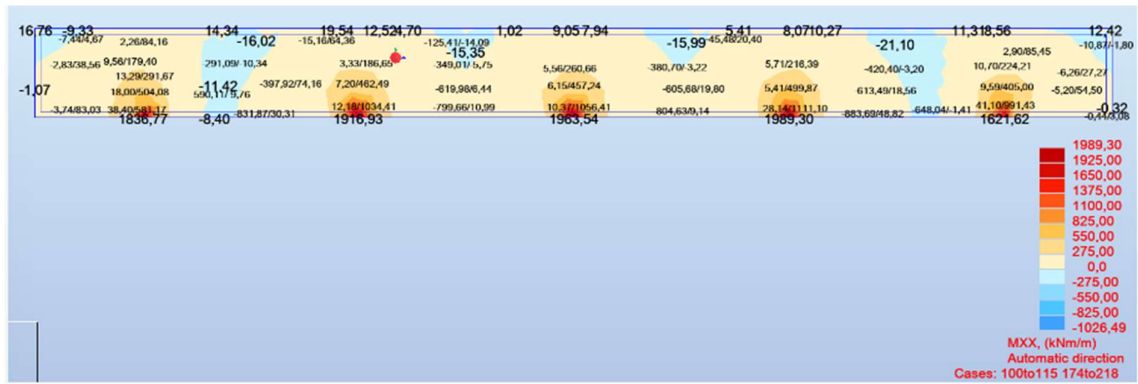 16,76 -9,33 14,34 19,54 12,52 4,70 1,02 9,05 7,94 5,41 8,07 10,27 11,31 8,56 12,42
-7,44/4,67 2,26/84,16 -16,02 -15,16/64,36 -125,41/-14,09 -15,99 -45,48/20,40 -21,10 2,90/85,45 -10,87/-1,80
-15,35
-2,83/38,56 9,56/179,40 -291,09/-10,34 3,33/186,65 -349,01/-5,75 5,56/260,66 -380,70/-3,22 5,71/216,39 -420,40/-3,20 10,70/224,21 -6,26/27,27
13,29/291,67
-1,07 18,00/504,08 -11,42 590,11/-9,76 -397,92/74,16 7,20/462,49 -619,98/6,44 6,15/457,24 -605,68/19,80 5,41/499,87 613,49/18,56 9,59/405,00 -5,20/54,50
-3,74/83,03 38,40/581,17 -831,87/30,31 12,18/1034,41 -799,66/10,99 10,37/1056,41 804,63/9,14 28,14/1111,10 -883,69/48,82 -648,04/-1,41 41,10/991,43 -0,32
1836,77 -8,40 1916,93 1963,54 1989,30 1621,62 -0,44/3,08
1989,30
1925,00
1650,00
1375,00
1100,00
825,00
550,00
275,00
0,0
-275,00
-550,00
-825,00
-1026,49
MXX, (kNm/m)
Automatic direction
Cases: 100to115 174to218